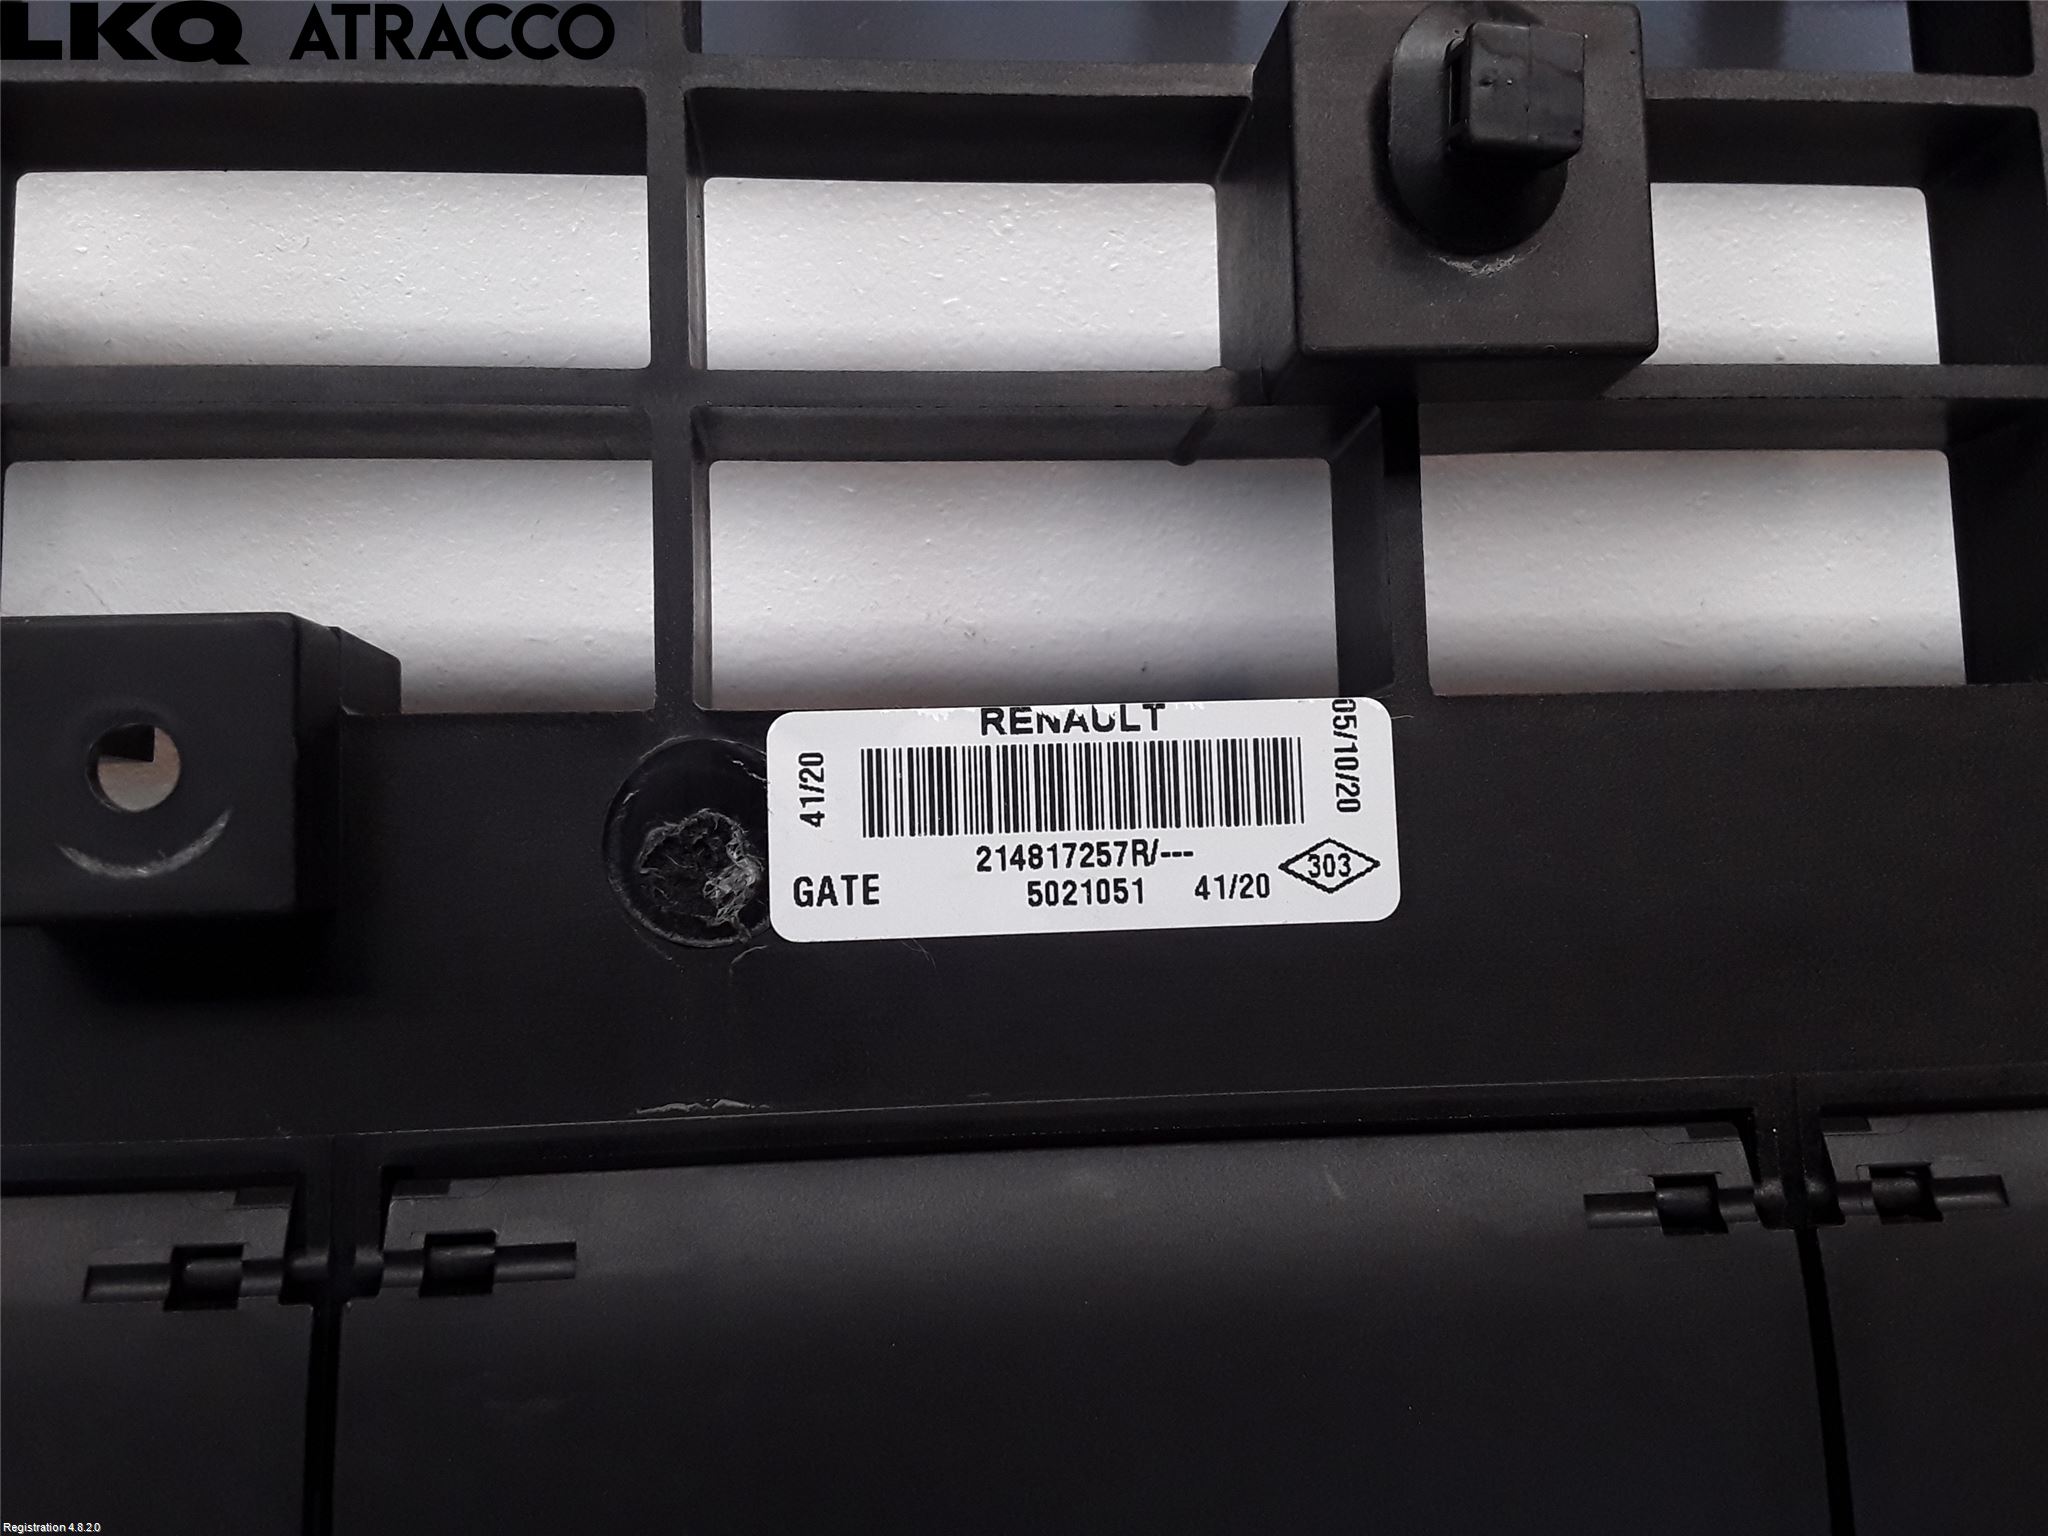 LKQ ATRACCO
RENAULT
41/20
05/10/20
214817257R/---
GATE 5021051 41/20
303
Registration 4.8.2.0